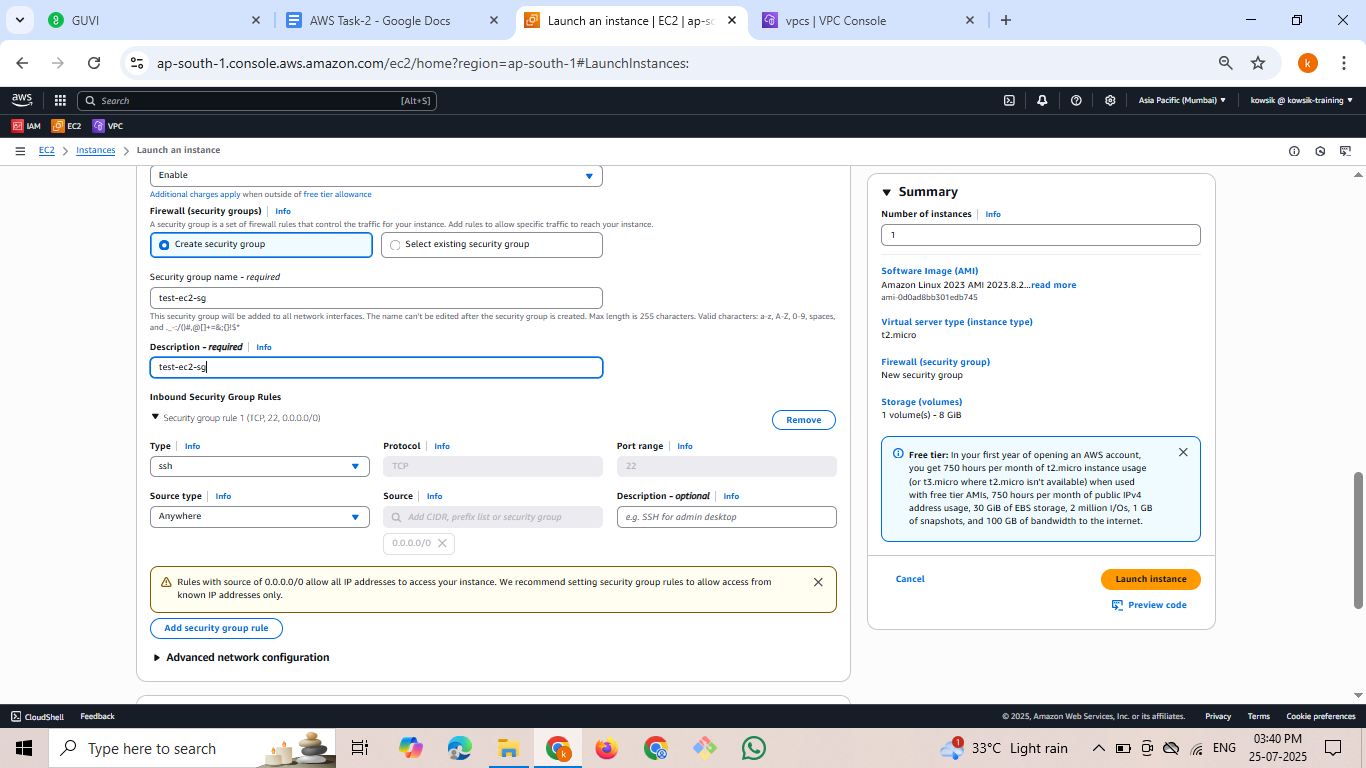 GUVI
AWS Task-2 - Google Docs
Launch an instance | EC2 | ap-so
vpcs | VPC Console
ap-south-1.console.aws.amazon.com/ec2/home?region=ap-south-1#LaunchInstances:
k
aws
Search
[Alt+S]
Asia Pacific (Mumbai)
kowsik @ kowsik-training
IAM
EC2
VPC
EC2
Instances
Launch an instance
Enable
Additional charges apply when outside of free tier allowance
Firewall (security groups) | Info
A security group is a set of firewall rules that control the traffic for your instance. Add rules to allow specific traffic to reach your instance.
Create security group
Select existing security group
Security group name - required
test-ec2-sg
This security group will be added to all network interfaces. The name can't be edited after the security group is created. Max length is 255 characters. Valid characters: a-z, A-Z, 0-9, spaces,
and ._-:/()#,@[]+=&;{}!$*
Description - required | Info
test-ec2-sg
Inbound Security Group Rules
Security group rule 1 (TCP, 22, 0.0.0.0/0)
Remove
Type | Info
Protocol | Info
Port range | Info
ssh
TCP
22
Source type | Info
Source | Info
Description - optional | Info
Anywhere
Add CIDR, prefix list or security group
e.g. SSH for admin desktop
0.0.0.0/0
Rules with source of 0.0.0.0/0 allow all IP addresses to access your instance. We recommend setting security group rules to allow access from
known IP addresses only.
Add security group rule
Advanced network configuration
Summary
Number of instances | Info
1
Software Image (AMI)
Amazon Linux 2023 AMI 2023.8.2...read more
ami-0d0ad8bb301edb745
Virtual server type (instance type)
t2.micro
Firewall (security group)
New security group
Storage (volumes)
1 volume(s) - 8 GiB
Free tier: In your first year of opening an AWS account,
you get 750 hours per month of t2.micro instance usage
(or t3.micro where t2.micro isn't available) when used
with free tier AMIs, 750 hours per month of public IPv4
address usage, 30 GiB of EBS storage, 2 million I/Os, 1 GB
of snapshots, and 100 GB of bandwidth to the internet.
Cancel
Launch instance
Preview code
CloudShell
Feedback
© 2025, Amazon Web Services, Inc. or its affiliates.
Privacy
Terms
Cookie preferences
Type here to search
1
33°C Light rain
ENG
03:40 PM
25-07-2025